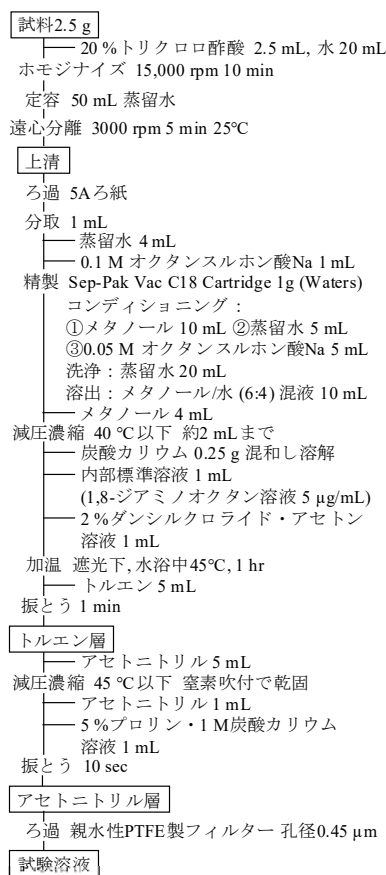 試料2.5 g
20 %トリクロロ酢酸 2.5 mL, 水 20 mL
ホモジナイズ 15,000 rpm 10 min
定容 50 mL 蒸留水
遠心分離 3000 rpm 5 min 25℃
上清
ろ過 5Aろ紙
分取 1 mL
蒸留水 4 mL
0.1 M オクタンスルホン酸Na 1 mL
精製 Sep-Pak Vac C18 Cartridge 1g (Waters)
コンディショニング：
①メタノール 10 mL ②蒸留水 5 mL
③0.05 M オクタンスルホン酸Na 5 mL
洗浄：蒸留水 20 mL
溶出：メタノール/水 (6:4) 混液 10 mL
メタノール 4 mL
減圧濃縮 40 ℃以下 約2 mLまで
炭酸カリウム 0.25 g 混和し溶解
内部標準溶液 1 mL
(1,8-ジアミノオクタン溶液 5 µg/mL)
2 %ダンシルクロライド・アセトン
溶液 1 mL
加温 遮光下, 水浴中45℃, 1 hr
トルエン 5 mL
振とう 1 min
トルエン層
アセトニトリル 5 mL
減圧濃縮 45 ℃以下 窒素吹付で乾固
アセトニトリル 1 mL
5 %プロリン・1 M炭酸カリウム
溶液 1 mL
振とう 10 sec
アセトニトリル層
ろ過 親水性PTFE製フィルター 孔径0.45 µm
試験溶液